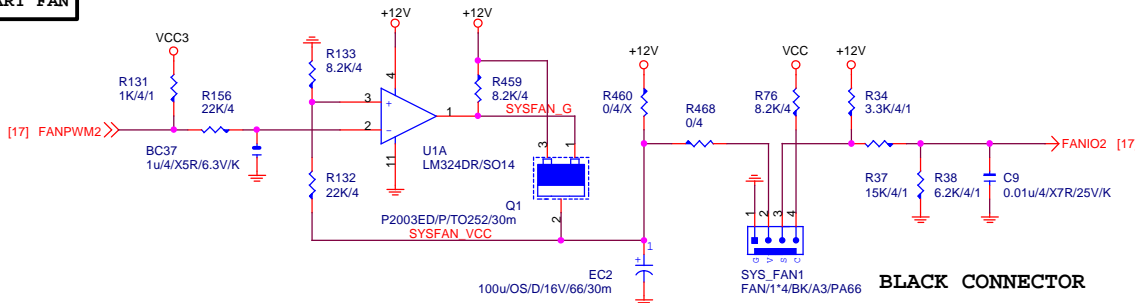 FAN
+12V
+12V
VCC3
R133
8.2K/4
+12V
VCC
+12V
R131
1K/4/1
R156
22K/4
4
3
+
2
−
1
11
R459
8.2K/4
SYSFAN_G
R460
0/4/X
R468
0/4
R76
8.2K/4
R34
3.3K/4/1
[17] FANPWM2
FANIO2 [17
BC37
1u/4/X5R/6.3V/K
U1A
LM324DR/SO14
3
1
R132
22K/4
Q1
2
P2003ED/P/TO252/30m
SYSFAN_VCC
R37
15K/4/1
R38
6.2K/4/1
C9
0.01u/4/X7R/25V/K
1
2
3
4
G
V
S
C
1
+
EC2
100u/OS/D/16V/66/30m
SYS_FAN1
FAN/1*4/BK/A3/PA66
BLACK CONNECTOR